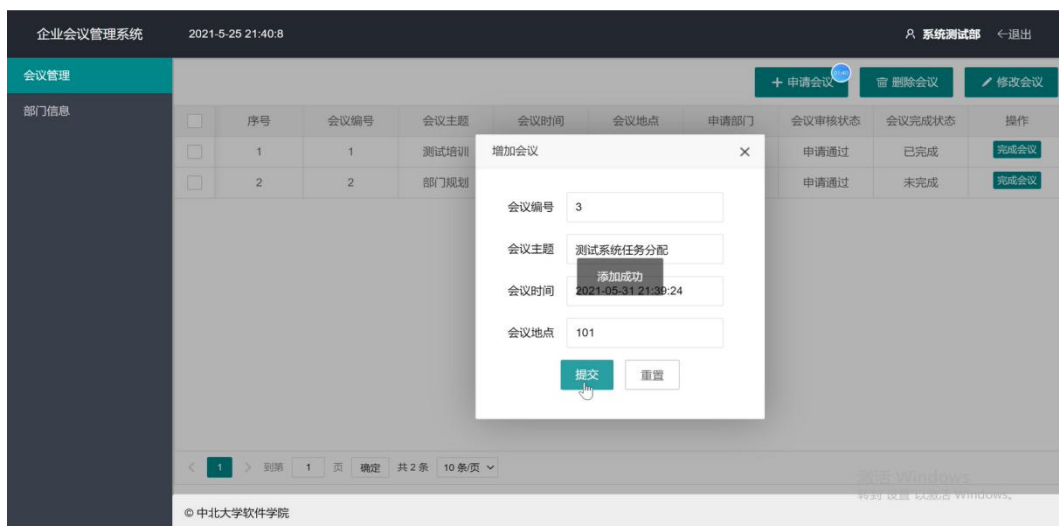 企业会议管理系统 2021-5-25 21:40:8 系统测试部 ←退出
会议管理
部门信息
+ 申请会议 删除会议 修改会议
序号 会议编号 会议主题 会议时间 会议地点 申请部门 会议审核状态 会议完成状态 操作
1 1 测试培训 申请通过 已完成 完成会议
2 2 部门规划 申请通过 未完成 完成会议
增加会议 ×
会议编号 3
会议主题 测试系统任务分配
添加成功
会议时间 2021-05-31 21:39:24
会议地点 101
提交 重置
< 1 > 到第 1 页 确定 共 2 条 10 条/页
激活 Windows
转到“设置”以激活 Windows。
© 中北大学软件学院